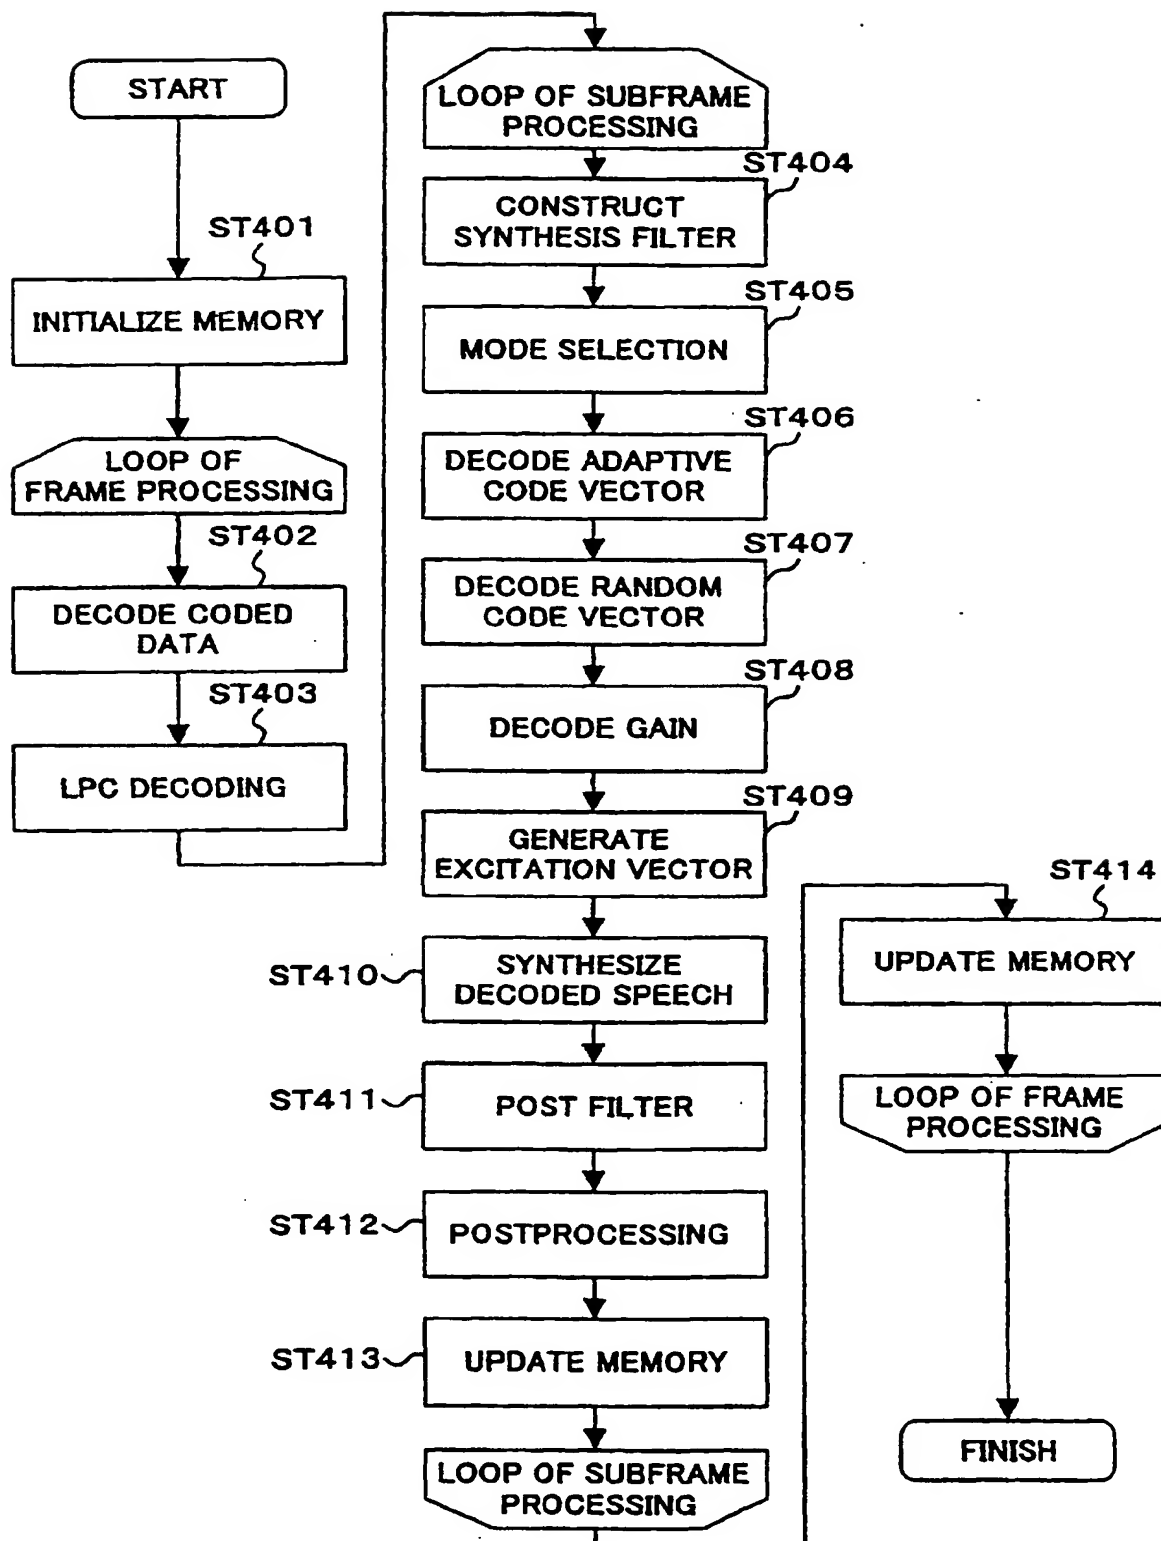 START
ST401
INITIALIZE MEMORY
LOOP OF
FRAME PROCESSING
ST402
DECODE CODED
DATA
ST403
LPC DECODING
LOOP OF SUBFRAME
PROCESSING
ST404
CONSTRUCT
SYNTHESIS FILTER
ST405
MODE SELECTION
ST406
DECODE ADAPTIVE
CODE VECTOR
ST407
DECODE RANDOM
CODE VECTOR
ST408
DECODE GAIN
ST409
GENERATE
EXCITATION VECTOR
ST410
SYNTHESIZE
DECODED SPEECH
ST411
POST FILTER
ST412
POSTPROCESSING
ST413
UPDATE MEMORY
LOOP OF SUBFRAME
PROCESSING
ST414
UPDATE MEMORY
LOOP OF FRAME
PROCESSING
FINISH